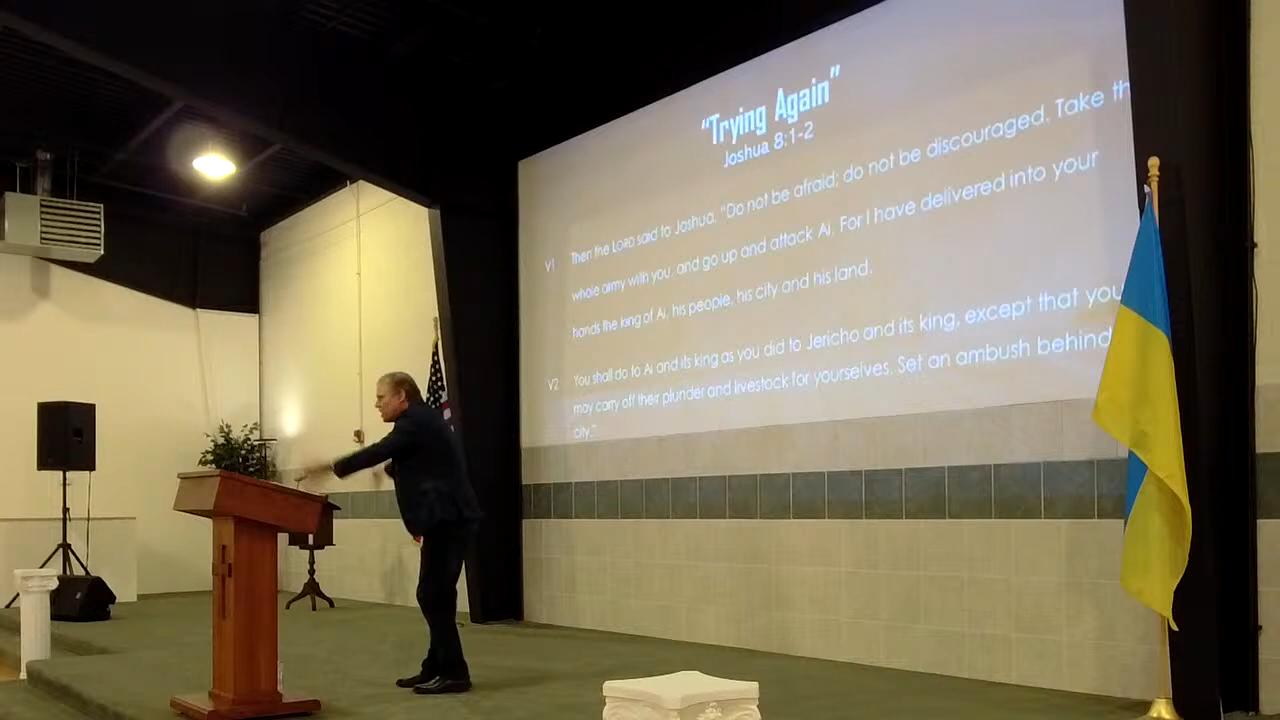 "Trying Again"
Joshua 8:1-2
V1 Then the LORD said to Joshua, "Do not be afraid; do not be discouraged. Take
whole army with you, and go up and attack Ai. For I have delivered into your
hands the king of Ai, his people, his city and his land.
V2 You shall do to Ai and its king as you did to Jericho and its king, except that you
may carry off their plunder and livestock for yourselves. Set an ambush behind
city."